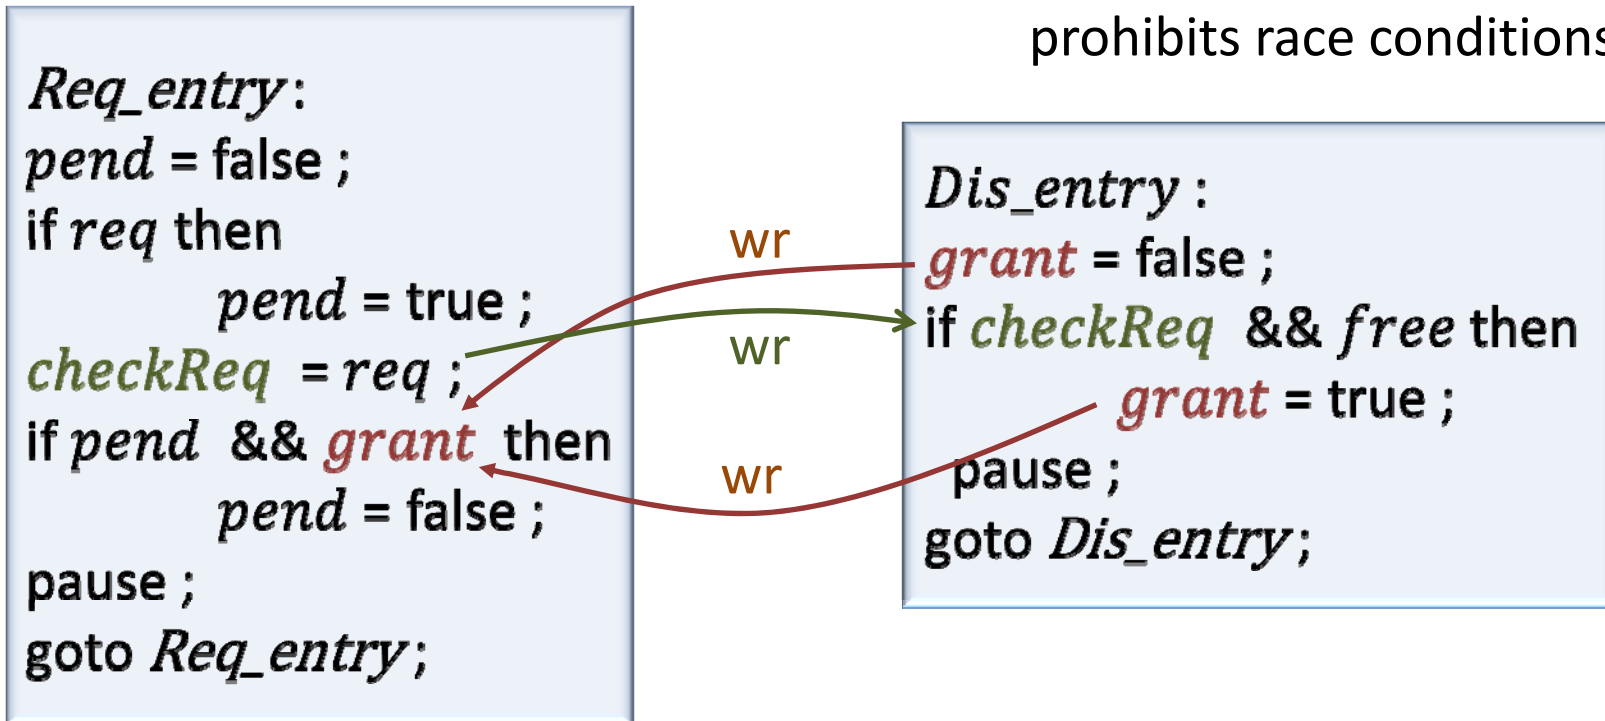 prohibits race conditions
Req_entry:
pend = false ;
if req then
pend = true ;
checkReq = req ;
if pend && grant then
pend = false ;
pause ;
goto Req_entry;
wr
wr
wr
Dis_entry :
grant = false ;
if checkReq && free then
grant = true ;
pause ;
goto Dis_entry;